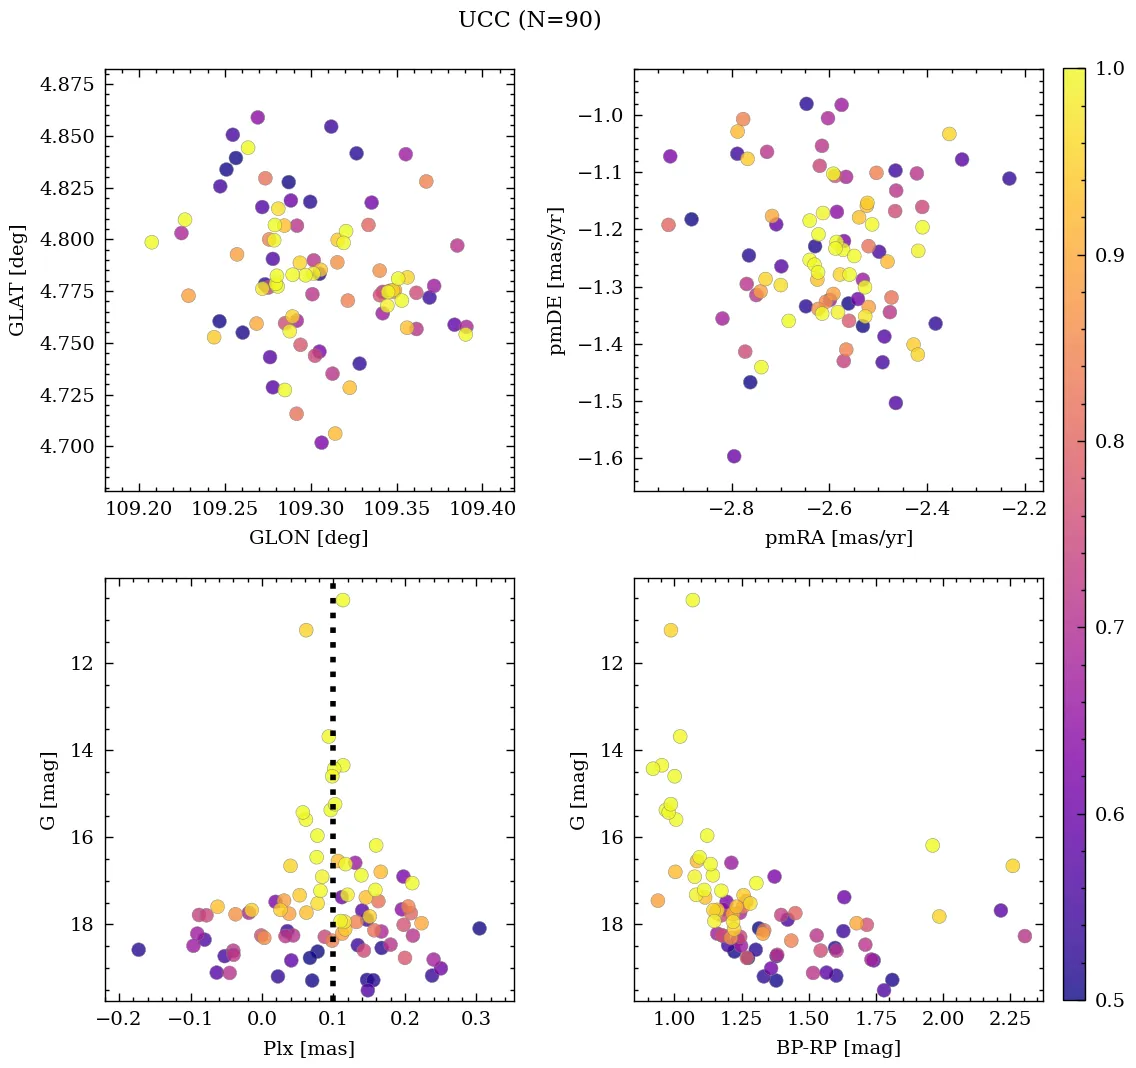 UCC (N=90)
4.875
4.850
4.825
4.800
4.775
4.750
4.725
4.700
GLAT [deg]
109.20 109.25 109.30 109.35 109.40
GLON [deg]
−1.0
−1.1
−1.2
−1.3
−1.4
−1.5
−1.6
pmDE [mas/yr]
−2.8 −2.6 −2.4 −2.2
pmRA [mas/yr]
12
14
16
18
G [mag]
−0.2 −0.1 0.0 0.1 0.2 0.3
Plx [mas]
12
14
16
18
G [mag]
1.00 1.25 1.50 1.75 2.00 2.25
BP-RP [mag]
1.0
0.9
0.8
0.7
0.6
0.5